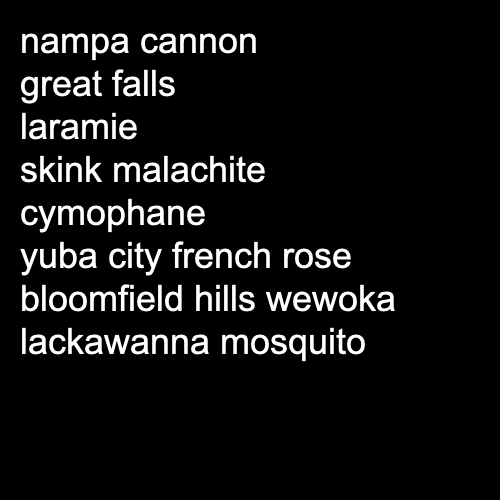 nampa cannon
great falls
laramie
skink malachite
cymophane
yuba city french rose
bloomfield hills wewoka
lackawanna mosquito